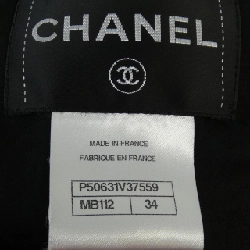 CHANEL
MADE IN FRANCE
FABRIQUE EN FRANCE
P50631V37559
MB112 34